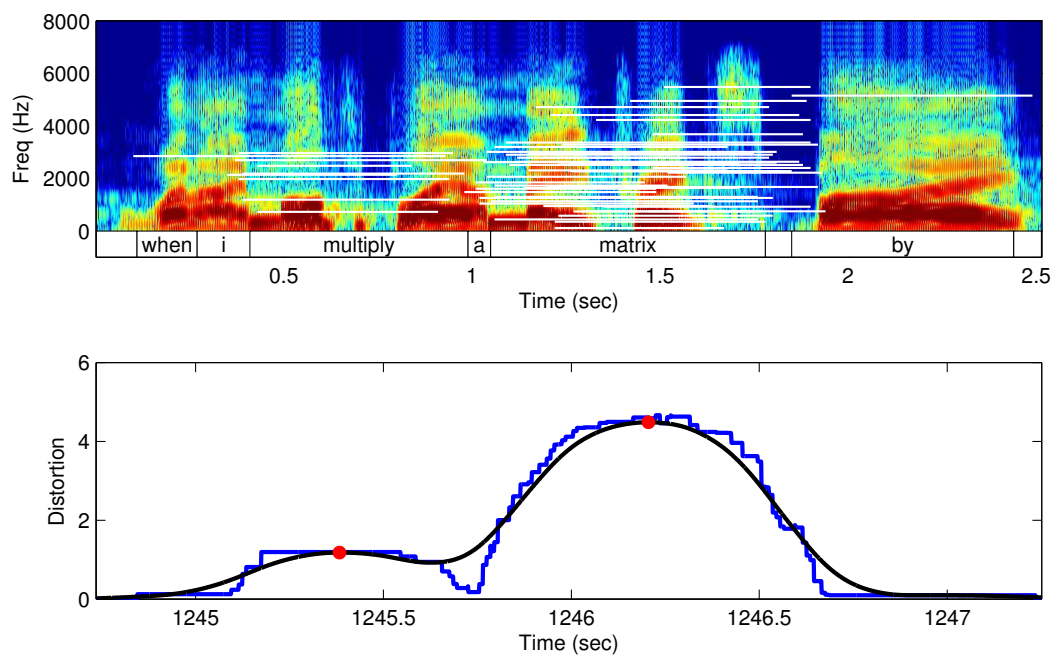 8000
6000
4000
2000
0
Freq (Hz)
when i multiply a matrix by
0.5 1 1.5 2 2.5
Time (sec)
6
4
2
0
Distortion
1245 1245.5 1246 1246.5 1247
Time (sec)